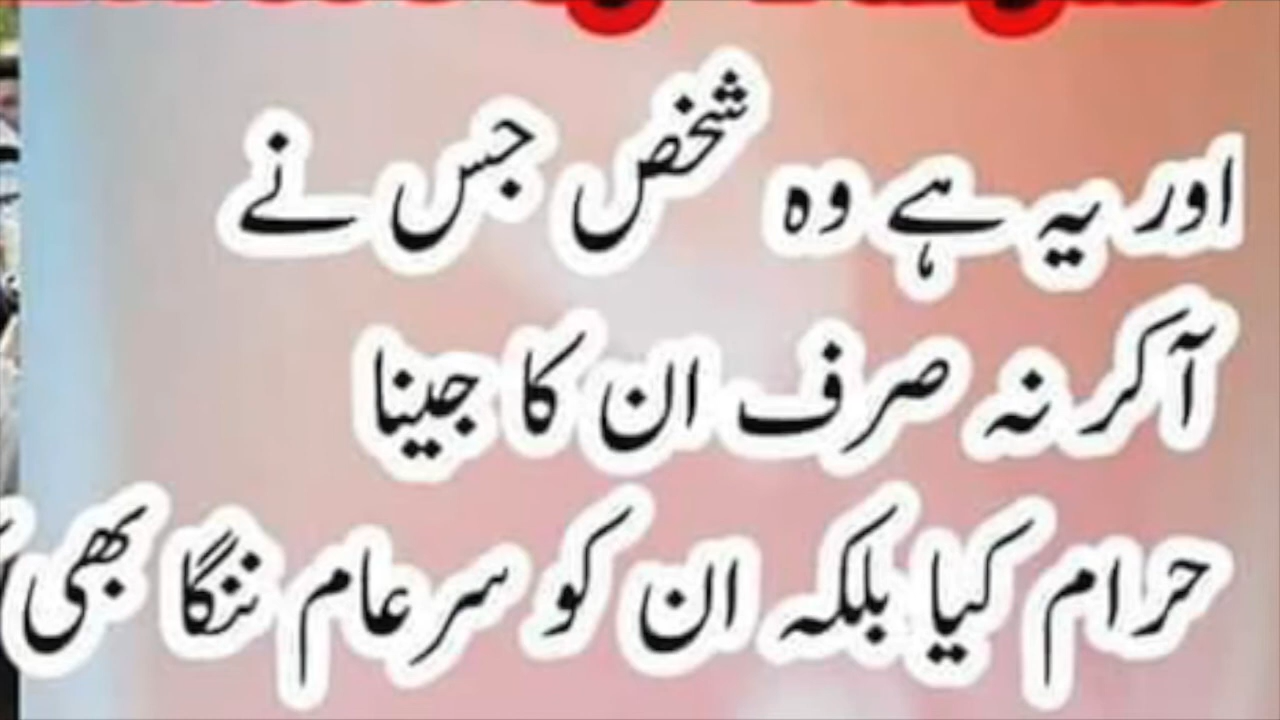 اور یہ ہے وہ شخص جس نے
آکر نہ صرف ان کا جینا
حرام کیا بلکہ ان کو سرعام ننگا بھی